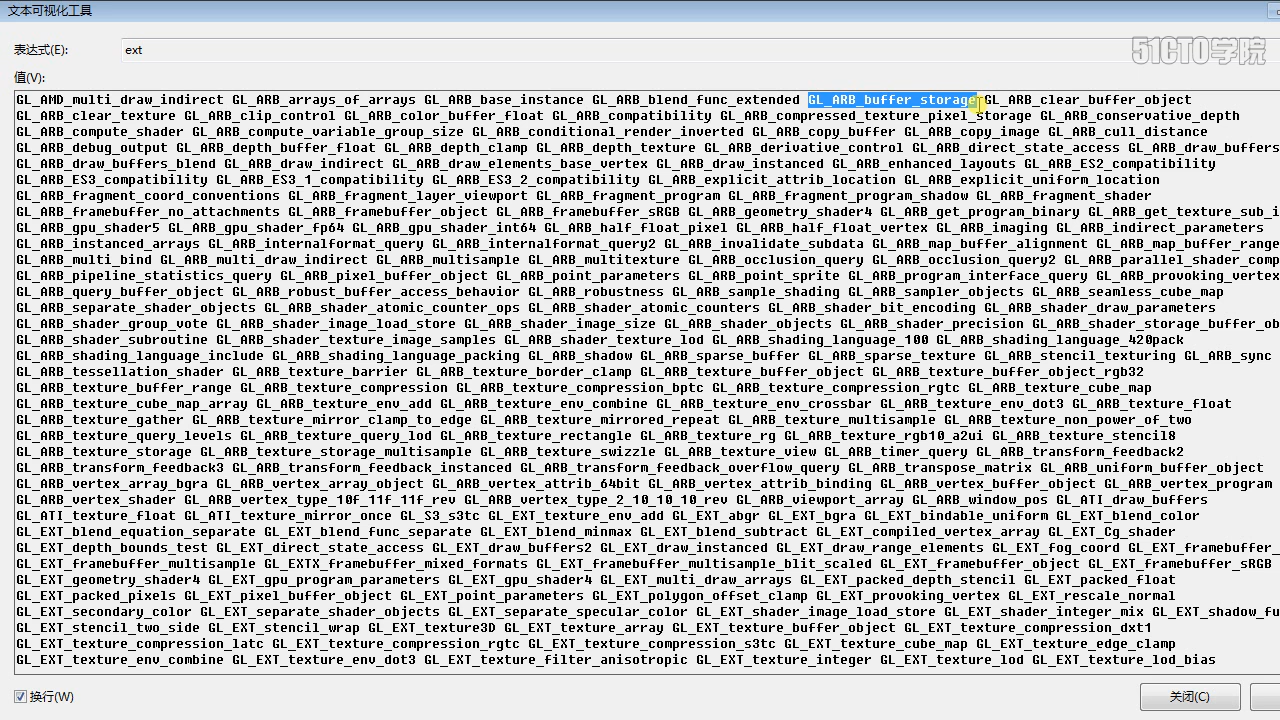 文本可视化工具
表达式(E):
ext
51CTO学院
值(V):
GL_AMD_multi_draw_indirect GL_ARB_arrays_of_arrays GL_ARB_base_instance GL_ARB_blend_func_extended GL_ARB_buffer_storage GL_ARB_clear_buffer_object
GL_ARB_clear_texture GL_ARB_clip_control GL_ARB_color_buffer_float GL_ARB_compatibility GL_ARB_compressed_texture_pixel_storage GL_ARB_conservative_depth
GL_ARB_compute_shader GL_ARB_compute_variable_group_size GL_ARB_conditional_render_inverted GL_ARB_copy_buffer GL_ARB_copy_image GL_ARB_cull_distance
GL_ARB_debug_output GL_ARB_depth_buffer_float GL_ARB_depth_clamp GL_ARB_depth_texture GL_ARB_derivative_control GL_ARB_direct_state_access GL_ARB_draw_buffers
GL_ARB_draw_buffers_blend GL_ARB_draw_indirect GL_ARB_draw_elements_base_vertex GL_ARB_draw_instanced GL_ARB_enhanced_layouts GL_ARB_ES2_compatibility
GL_ARB_ES3_compatibility GL_ARB_ES3_1_compatibility GL_ARB_ES3_2_compatibility GL_ARB_explicit_attrib_location GL_ARB_explicit_uniform_location
GL_ARB_fragment_coord_conventions GL_ARB_fragment_layer_viewport GL_ARB_fragment_program GL_ARB_fragment_program_shadow GL_ARB_fragment_shader
GL_ARB_framebuffer_no_attachments GL_ARB_framebuffer_object GL_ARB_framebuffer_sRGB GL_ARB_geometry_shader4 GL_ARB_get_program_binary GL_ARB_get_texture_sub_i
GL_ARB_gpu_shader5 GL_ARB_gpu_shader_fp64 GL_ARB_gpu_shader_int64 GL_ARB_half_float_pixel GL_ARB_half_float_vertex GL_ARB_imaging GL_ARB_indirect_parameters
GL_ARB_instanced_arrays GL_ARB_internalformat_query GL_ARB_internalformat_query2 GL_ARB_invalidate_subdata GL_ARB_map_buffer_alignment GL_ARB_map_buffer_range
GL_ARB_multi_bind GL_ARB_multi_draw_indirect GL_ARB_multisample GL_ARB_multitexture GL_ARB_occlusion_query GL_ARB_occlusion_query2 GL_ARB_parallel_shader_comp
GL_ARB_pipeline_statistics_query GL_ARB_pixel_buffer_object GL_ARB_point_parameters GL_ARB_point_sprite GL_ARB_program_interface_query GL_ARB_provoking_vertex
GL_ARB_query_buffer_object GL_ARB_robust_buffer_access_behavior GL_ARB_robustness GL_ARB_sample_shading GL_ARB_sampler_objects GL_ARB_seamless_cube_map
GL_ARB_separate_shader_objects GL_ARB_shader_atomic_counter_ops GL_ARB_shader_atomic_counters GL_ARB_shader_bit_encoding GL_ARB_shader_draw_parameters
GL_ARB_shader_group_vote GL_ARB_shader_image_load_store GL_ARB_shader_image_size GL_ARB_shader_objects GL_ARB_shader_precision GL_ARB_shader_storage_buffer_ob
GL_ARB_shader_subroutine GL_ARB_shader_texture_image_samples GL_ARB_shader_texture_lod GL_ARB_shading_language_100 GL_ARB_shading_language_420pack
GL_ARB_shading_language_include GL_ARB_shading_language_packing GL_ARB_shadow GL_ARB_sparse_buffer GL_ARB_sparse_texture GL_ARB_stencil_texturing GL_ARB_sync
GL_ARB_tessellation_shader GL_ARB_texture_barrier GL_ARB_texture_border_clamp GL_ARB_texture_buffer_object GL_ARB_texture_buffer_object_rgb32
GL_ARB_texture_buffer_range GL_ARB_texture_compression GL_ARB_texture_compression_bptc GL_ARB_texture_compression_rgtc GL_ARB_texture_cube_map
GL_ARB_texture_cube_map_array GL_ARB_texture_env_add GL_ARB_texture_env_combine GL_ARB_texture_env_crossbar GL_ARB_texture_env_dot3 GL_ARB_texture_float
GL_ARB_texture_gather GL_ARB_texture_mirror_clamp_to_edge GL_ARB_texture_mirrored_repeat GL_ARB_texture_multisample GL_ARB_texture_non_power_of_two
GL_ARB_texture_query_levels GL_ARB_texture_query_lod GL_ARB_texture_rectangle GL_ARB_texture_rg GL_ARB_texture_rgb10_a2ui GL_ARB_texture_stencil8
GL_ARB_texture_storage GL_ARB_texture_storage_multisample GL_ARB_texture_swizzle GL_ARB_texture_view GL_ARB_timer_query GL_ARB_transform_feedback2
GL_ARB_transform_feedback3 GL_ARB_transform_feedback_instanced GL_ARB_transform_feedback_overflow_query GL_ARB_transpose_matrix GL_ARB_uniform_buffer_object
GL_ARB_vertex_array_bgra GL_ARB_vertex_array_object GL_ARB_vertex_attrib_64bit GL_ARB_vertex_attrib_binding GL_ARB_vertex_buffer_object GL_ARB_vertex_program
GL_ARB_vertex_shader GL_ARB_vertex_type_10f_11f_11f_rev GL_ARB_vertex_type_2_10_10_10_rev GL_ARB_viewport_array GL_ARB_window_pos GL_ATI_draw_buffers
GL_ATI_texture_float GL_ATI_texture_mirror_once GL_S3_s3tc GL_EXT_texture_env_add GL_EXT_abgr GL_EXT_bgra GL_EXT_bindable_uniform GL_EXT_blend_color
GL_EXT_blend_equation_separate GL_EXT_blend_func_separate GL_EXT_blend_minmax GL_EXT_blend_subtract GL_EXT_compiled_vertex_array GL_EXT_Cg_shader
GL_EXT_depth_bounds_test GL_EXT_direct_state_access GL_EXT_draw_buffers2 GL_EXT_draw_instanced GL_EXT_draw_range_elements GL_EXT_fog_coord GL_EXT_framebuffer_
GL_EXT_framebuffer_multisample GL_EXTX_framebuffer_mixed_formats GL_EXT_framebuffer_multisample_blit_scaled GL_EXT_framebuffer_object GL_EXT_framebuffer_sRGB
GL_EXT_geometry_shader4 GL_EXT_gpu_program_parameters GL_EXT_gpu_shader4 GL_EXT_multi_draw_arrays GL_EXT_packed_depth_stencil GL_EXT_packed_float
GL_EXT_packed_pixels GL_EXT_pixel_buffer_object GL_EXT_point_parameters GL_EXT_polygon_offset_clamp GL_EXT_provoking_vertex GL_EXT_rescale_normal
GL_EXT_secondary_color GL_EXT_separate_shader_objects GL_EXT_separate_specular_color GL_EXT_shader_image_load_store GL_EXT_shader_integer_mix GL_EXT_shadow_fu
GL_EXT_stencil_two_side GL_EXT_stencil_wrap GL_EXT_texture3D GL_EXT_texture_array GL_EXT_texture_buffer_object GL_EXT_texture_compression_dxt1
GL_EXT_texture_compression_latc GL_EXT_texture_compression_rgtc GL_EXT_texture_compression_s3tc GL_EXT_texture_cube_map GL_EXT_texture_edge_clamp
GL_EXT_texture_env_combine GL_EXT_texture_env_dot3 GL_EXT_texture_filter_anisotropic GL_EXT_texture_integer GL_EXT_texture_lod GL_EXT_texture_lod_bias
换行(W)
关闭(C)